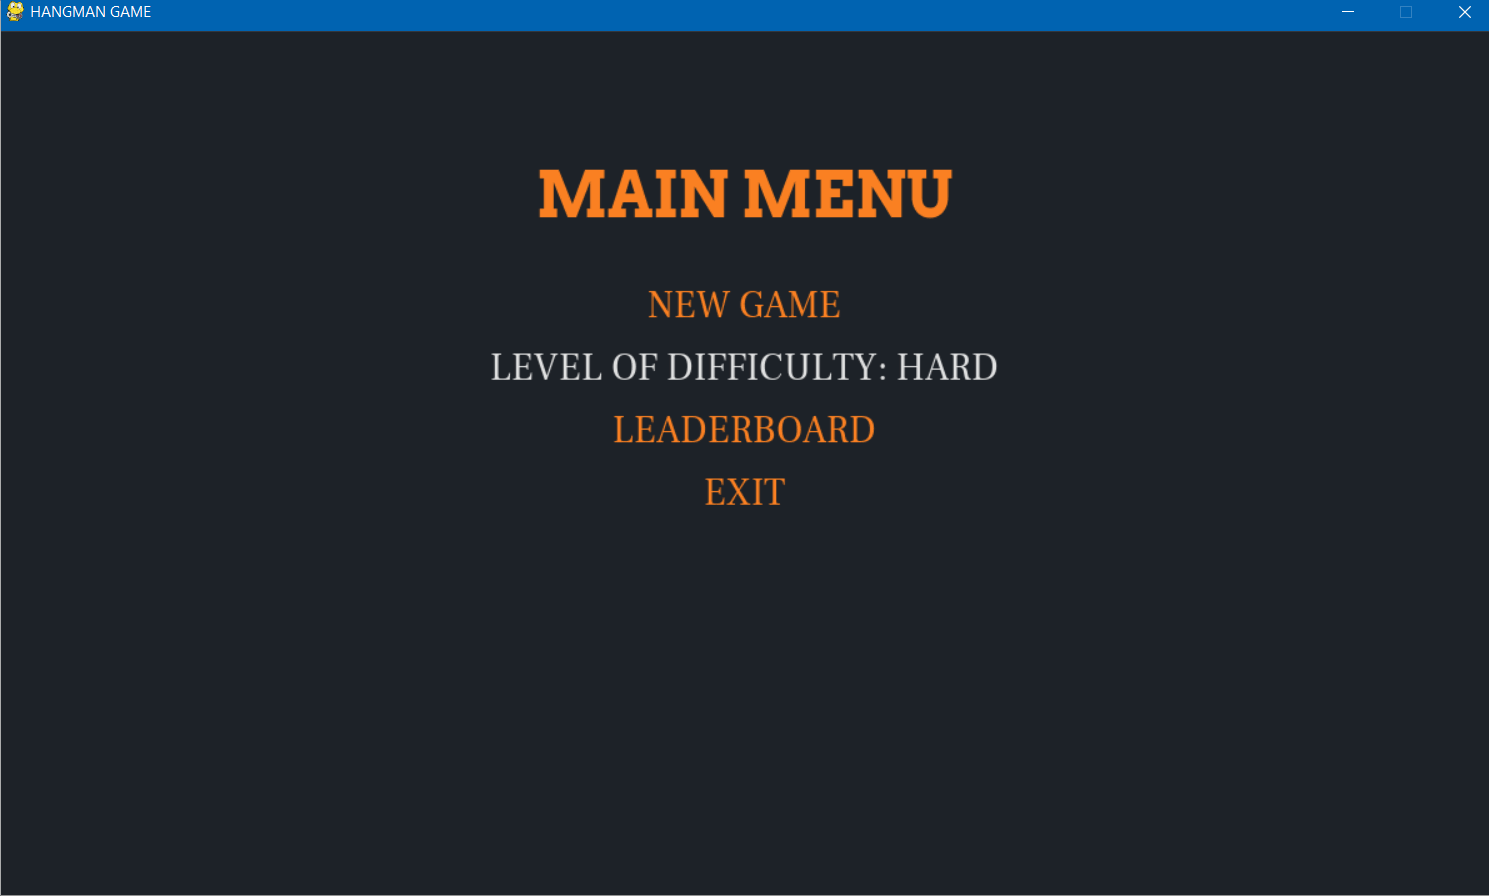 HANGMAN GAME
MAIN MENU
NEW GAME
LEVEL OF DIFFICULTY: HARD
LEADERBOARD
EXIT